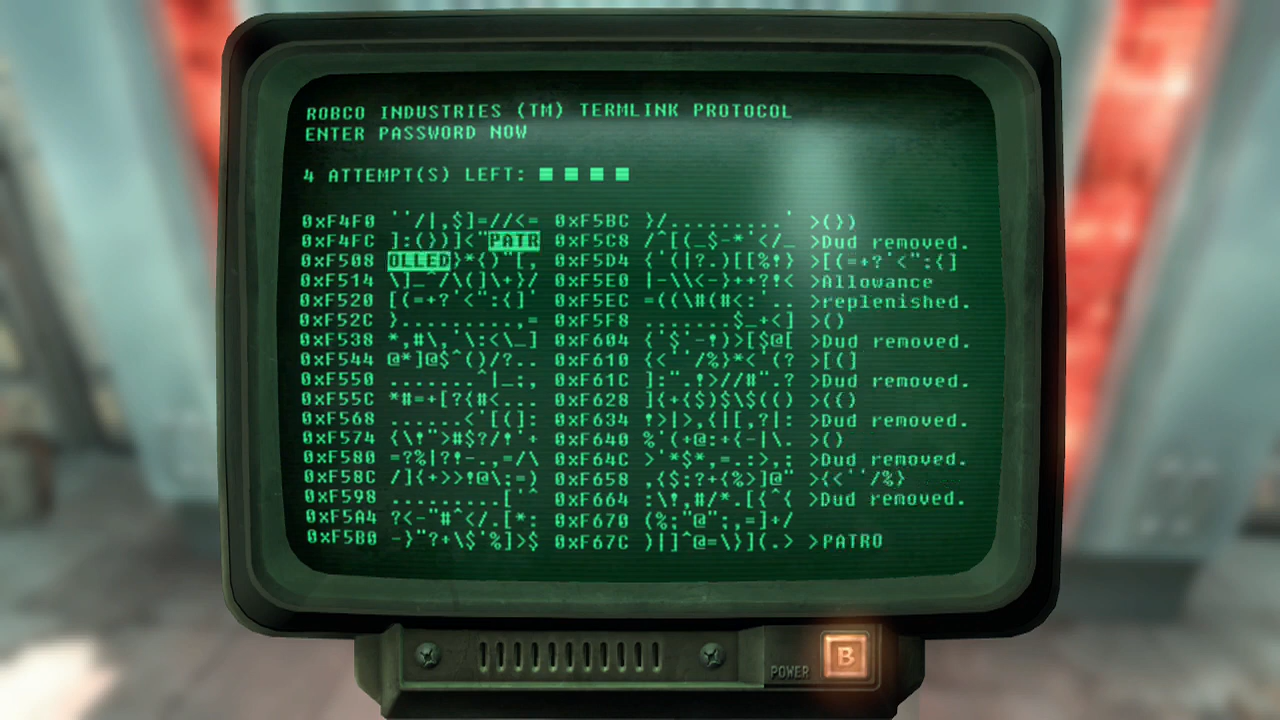 ROBCO INDUSTRIES (TM) TERMLINK PROTOCOL
ENTER PASSWORD NOW
4 ATTEMPT(S) LEFT: ■ ■ ■ ■
0xF4F0 ''/|,$]=//<= 0xF5BC }/.........' >(})
0xF4FC ]:(})]<"PATR 0xF5C8 /^[(_$-*'</_ >Dud removed.
0xF508 OLLED}*{)"[, 0xF5D4 {'(|?.)[[%!} >[(=+?'<":{]
0xF514 \]_^/\(]\+}/ 0xF5E0 |-\\<-}++?!< >Allowance
0xF520 [(=+?'<":{]' 0xF5EC =((\#(#<:'.. >replenished.
0xF52C }.........,= 0xF5F8 .......$_+<] >()
0xF538 *,#\,'\:<\_] 0xF604 {"$'-!)>[$@[ >Dud removed.
0xF544 @*]@$^()/?.. 0xF610 {<''/%}*<'(? >[(]
0xF550 .......^|_:, 0xF61C ]:".!>//#".? >Dud removed.
0xF55C *#=+[?{#<... 0xF628 ]{+($)$\$(() >({)
0xF568 ......<'[(]: 0xF634 !>|>,{|[,?|: >Dud removed.
0xF574 {\!">#$?/!'+ 0xF640 %'(+@:+{-|\. >()
0xF580 =?%|?!-.,=/\ 0xF64C >'*$*,=.:>,; >Dud removed.
0xF58C /]{+>>!@\;=) 0xF658 ,{$:?+{%>]@" >{<''/%}
0xF598 .........['^ 0xF664 :\!,#/*.[{^{ >Dud removed.
0xF5A4 ?<-"#^</.[*: 0xF670 (%;"@":,=]+/
0xF5B0 -}"?+\$'%]>$ 0xF67C )|]^@=\}](.> >PATRO
POWER
B